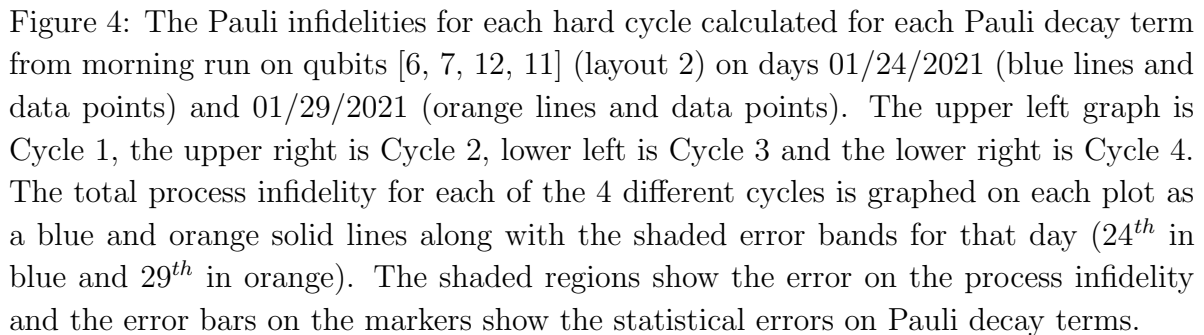 Figure 4: The Pauli infidelities for each hard cycle calculated for each Pauli decay term
from morning run on qubits [6, 7, 12, 11] (layout 2) on days 01/24/2021 (blue lines and
data points) and 01/29/2021 (orange lines and data points). The upper left graph is
Cycle 1, the upper right is Cycle 2, lower left is Cycle 3 and the lower right is Cycle 4.
The total process infidelity for each of the 4 different cycles is graphed on each plot as
a blue and orange solid lines along with the shaded error bands for that day (24^{th} in
blue and 29^{th} in orange). The shaded regions show the error on the process infidelity
and the error bars on the markers show the statistical errors on Pauli decay terms.